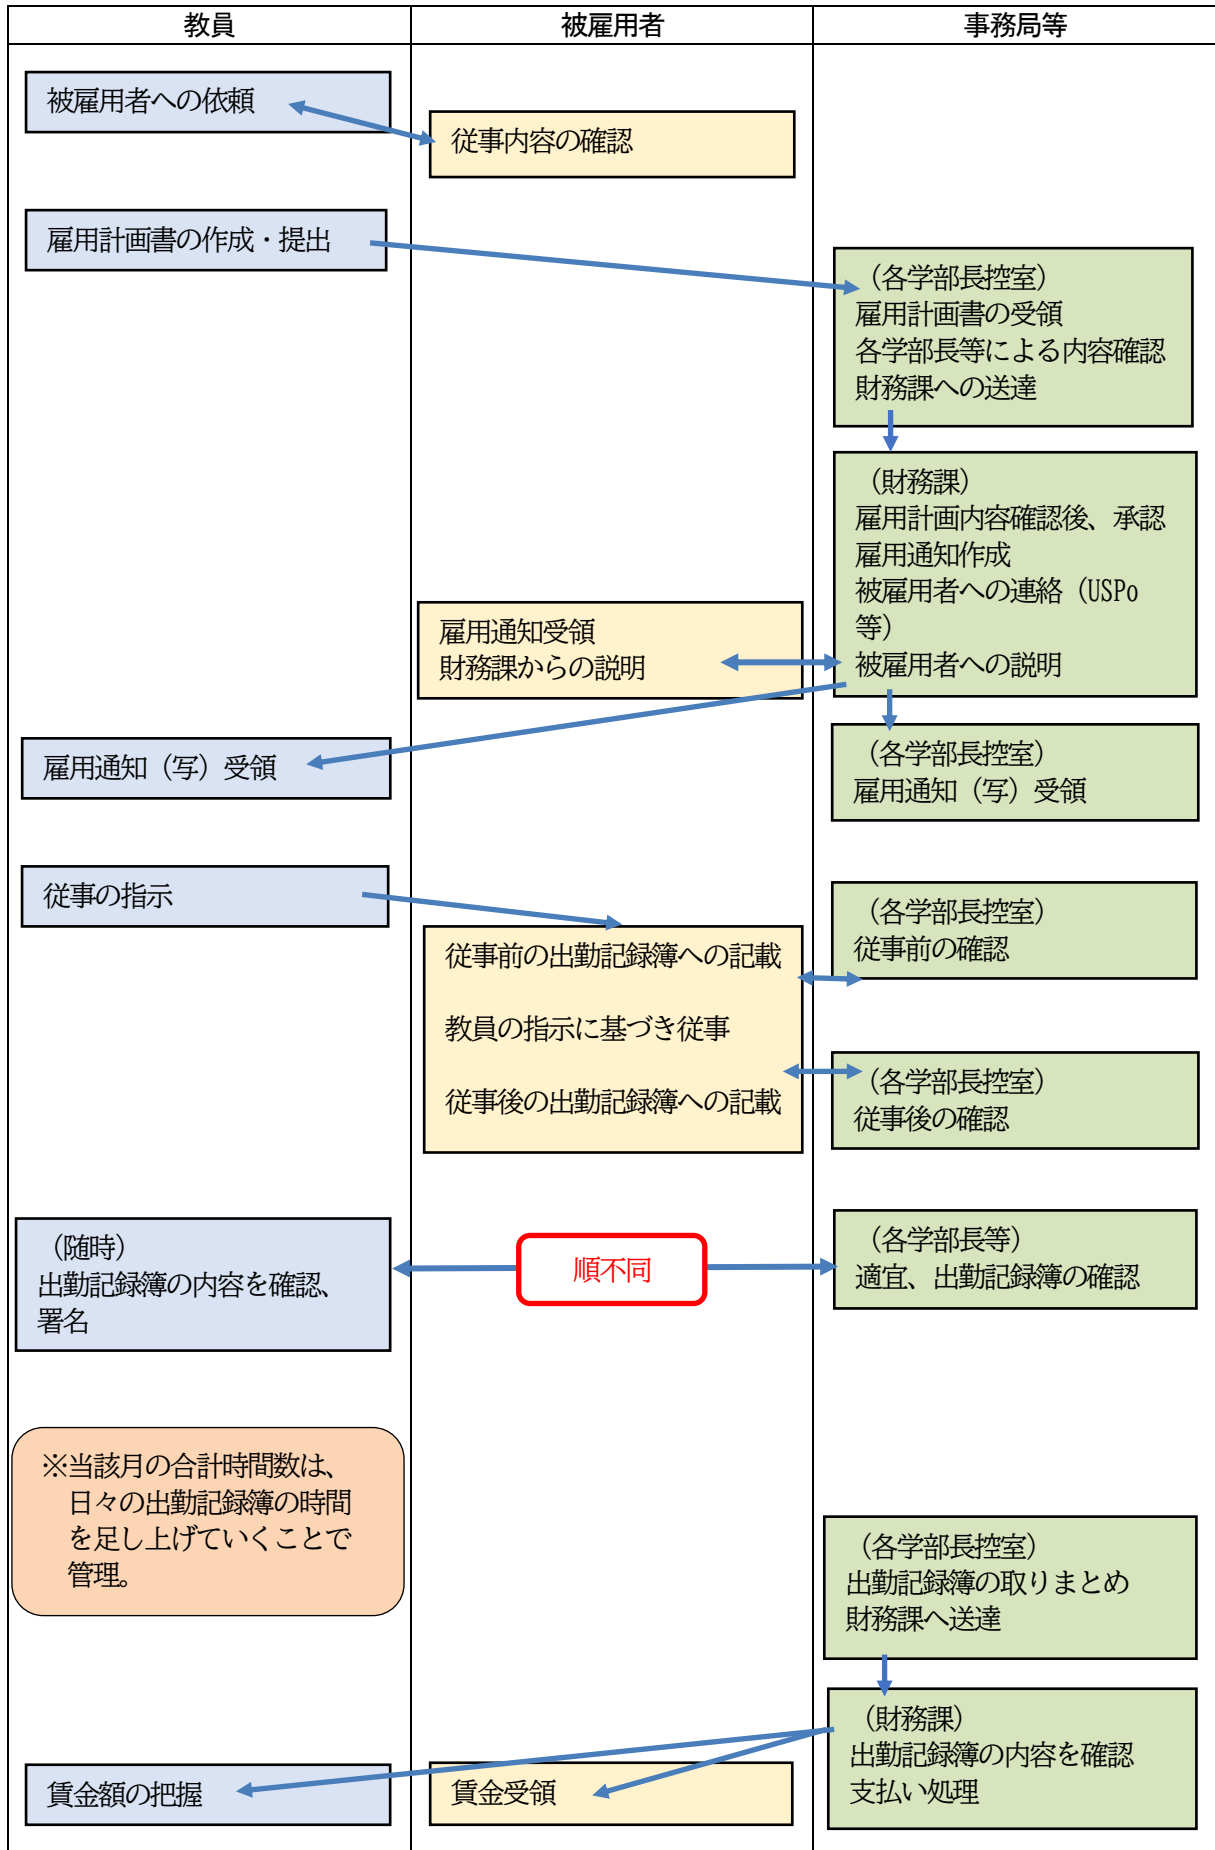 教員
被雇用者
事務局等
被雇用者への依頼
従事内容の確認
雇用計画書の作成・提出
（各学部長控室）
雇用計画書の受領
各学部長等による内容確認
財務課への送達
（財務課）
雇用計画内容確認後、承認
雇用通知作成
被雇用者への連絡（USPo
等）
被雇用者への説明
雇用通知受領
財務課からの説明
雇用通知（写）受領
（各学部長控室）
雇用通知（写）受領
従事の指示
従事前の出勤記録簿への記載
教員の指示に基づき従事
従事後の出勤記録簿への記載
（各学部長控室）
従事前の確認
（各学部長控室）
従事後の確認
（随時）
出勤記録簿の内容を確認、
署名
順不同
（各学部長等）
適宜、出勤記録簿の確認
※当該月の合計時間数は、
日々の出勤記録簿の時間
を足し上げていくことで
管理。
（各学部長控室）
出勤記録簿の取りまとめ
財務課へ送達
（財務課）
出勤記録簿の内容を確認
支払い処理
賃金額の把握
賃金受領